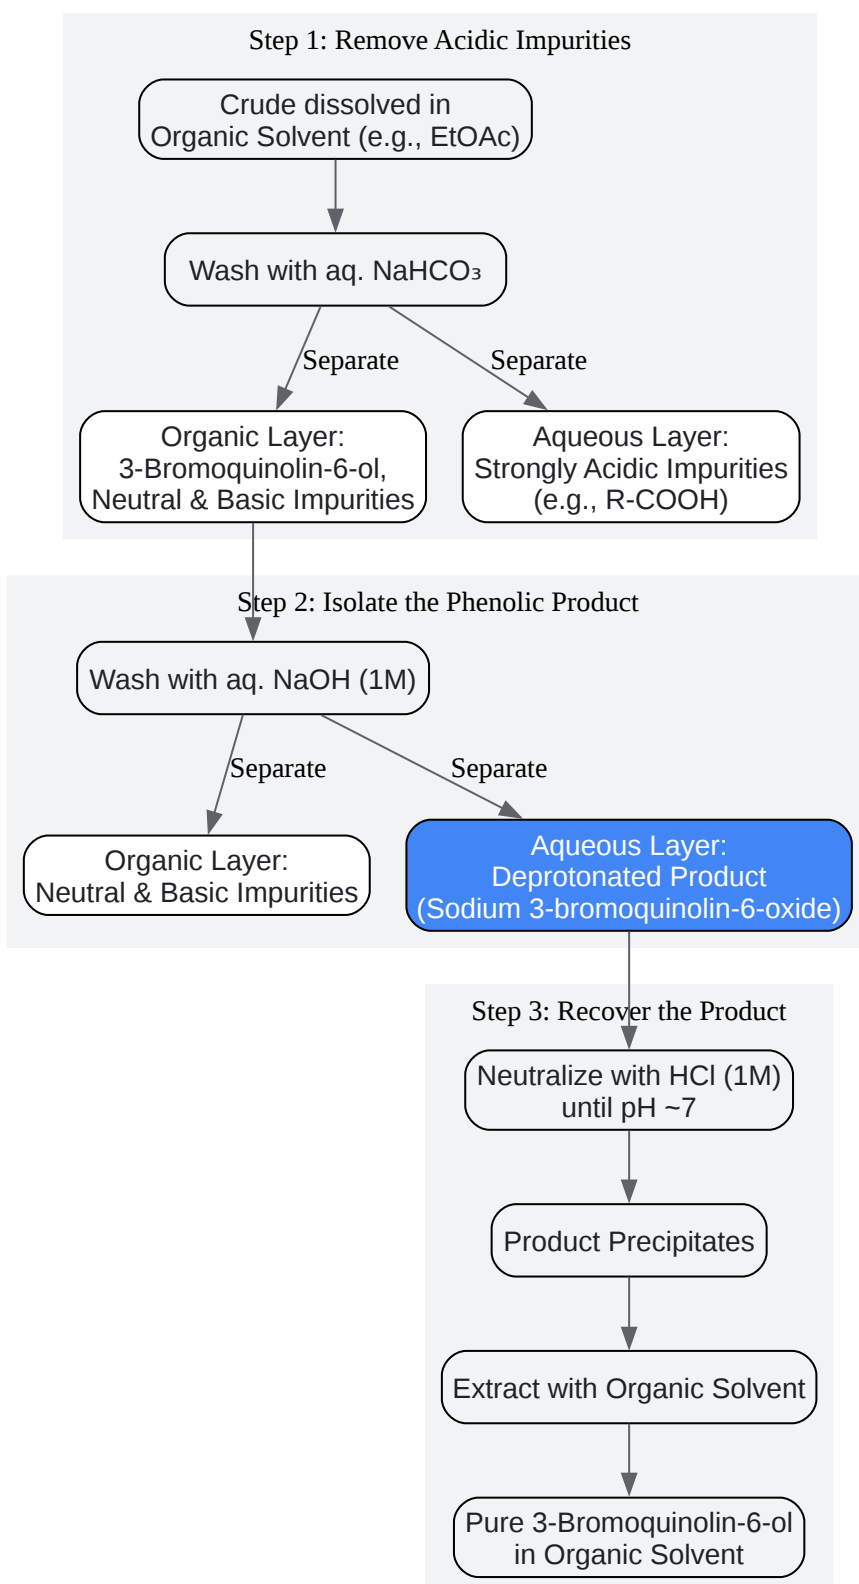 Step 1: Remove Acidic Impurities
Crude dissolved in
Organic Solvent (e.g., EtOAc)
Wash with aq. NaHCO₃
Separate
Separate
Organic Layer:
3-Bromoquinolin-6-ol,
Neutral & Basic Impurities
Aqueous Layer:
Strongly Acidic Impurities
(e.g., R-COOH)
Step 2: Isolate the Phenolic Product
Wash with aq. NaOH (1M)
Separate
Separate
Organic Layer:
Neutral & Basic Impurities
Aqueous Layer:
Deprotonated Product
(Sodium 3-bromoquinolin-6-oxide)
Step 3: Recover the Product
Neutralize with HCl (1M)
until pH ~7
Product Precipitates
Extract with Organic Solvent
Pure 3-Bromoquinolin-6-ol
in Organic Solvent